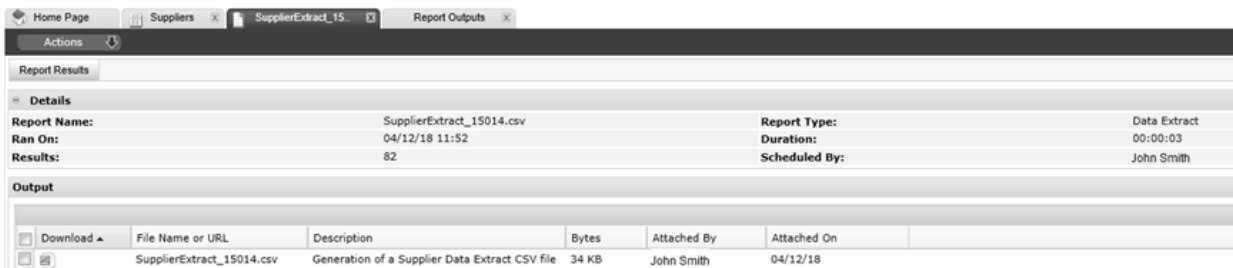 Home Page Suppliers SupplierExtract_15.. Report Outputs
Actions
Report Results
Details
Report Name: SupplierExtract_15014.csv Report Type: Data Extract
Ran On: 04/12/18 11:52 Duration: 00:00:03
Results: 82 Scheduled By: John Smith
Output
Download File Name or URL Description Bytes Attached By Attached On
SupplierExtract_15014.csv Generation of a Supplier Data Extract CSV file 34 KB John Smith 04/12/18